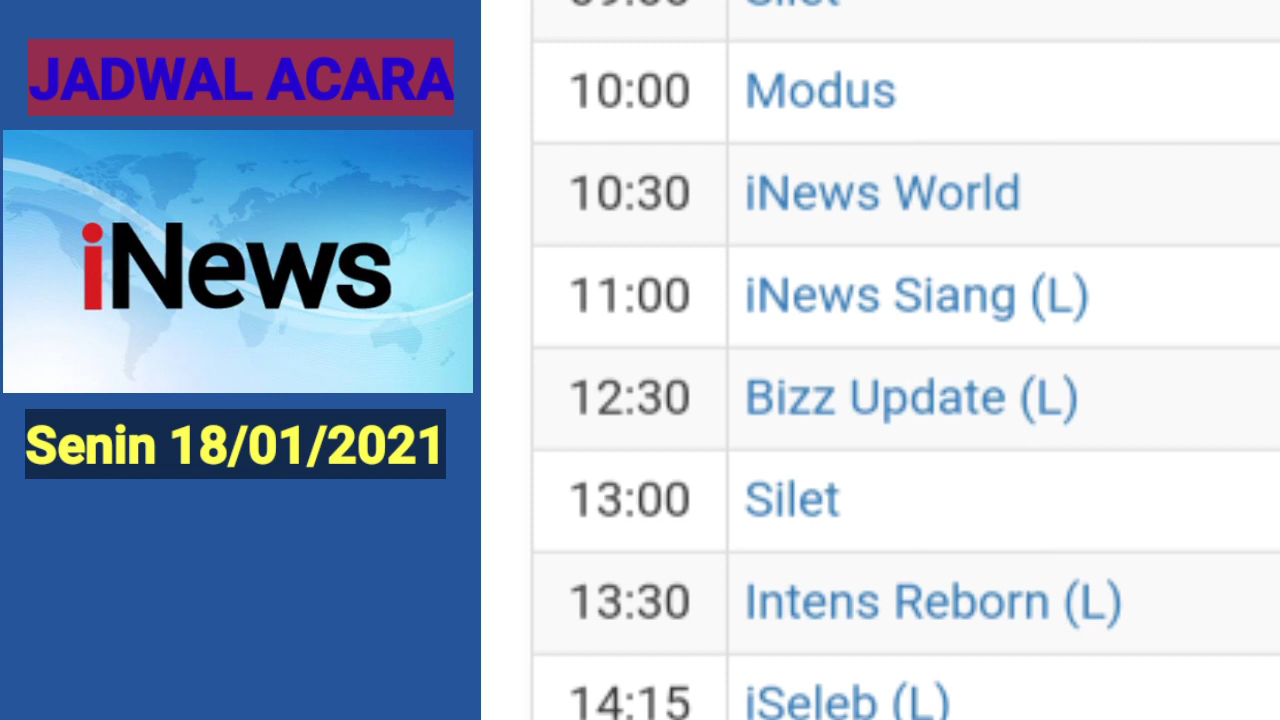 JADWAL ACARA
iNews
Senin 18/01/2021
Silet
10:00 Modus
10:30 iNews World
11:00 iNews Siang (L)
12:30 Bizz Update (L)
13:00 Silet
13:30 Intens Reborn (L)
14:15 iSeleb (L)